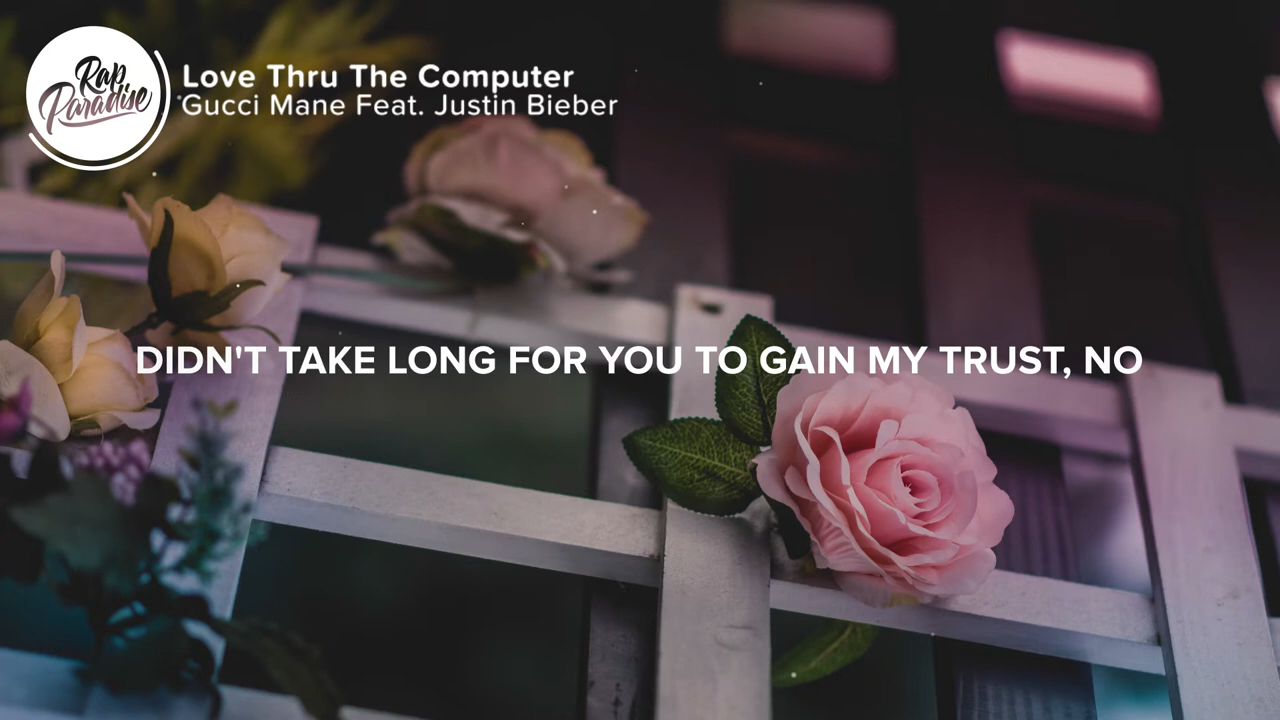 Rap
Paradise
Love Thru The Computer
Gucci Mane Feat. Justin Bieber
DIDN'T TAKE LONG FOR YOU TO GAIN MY TRUST, NO